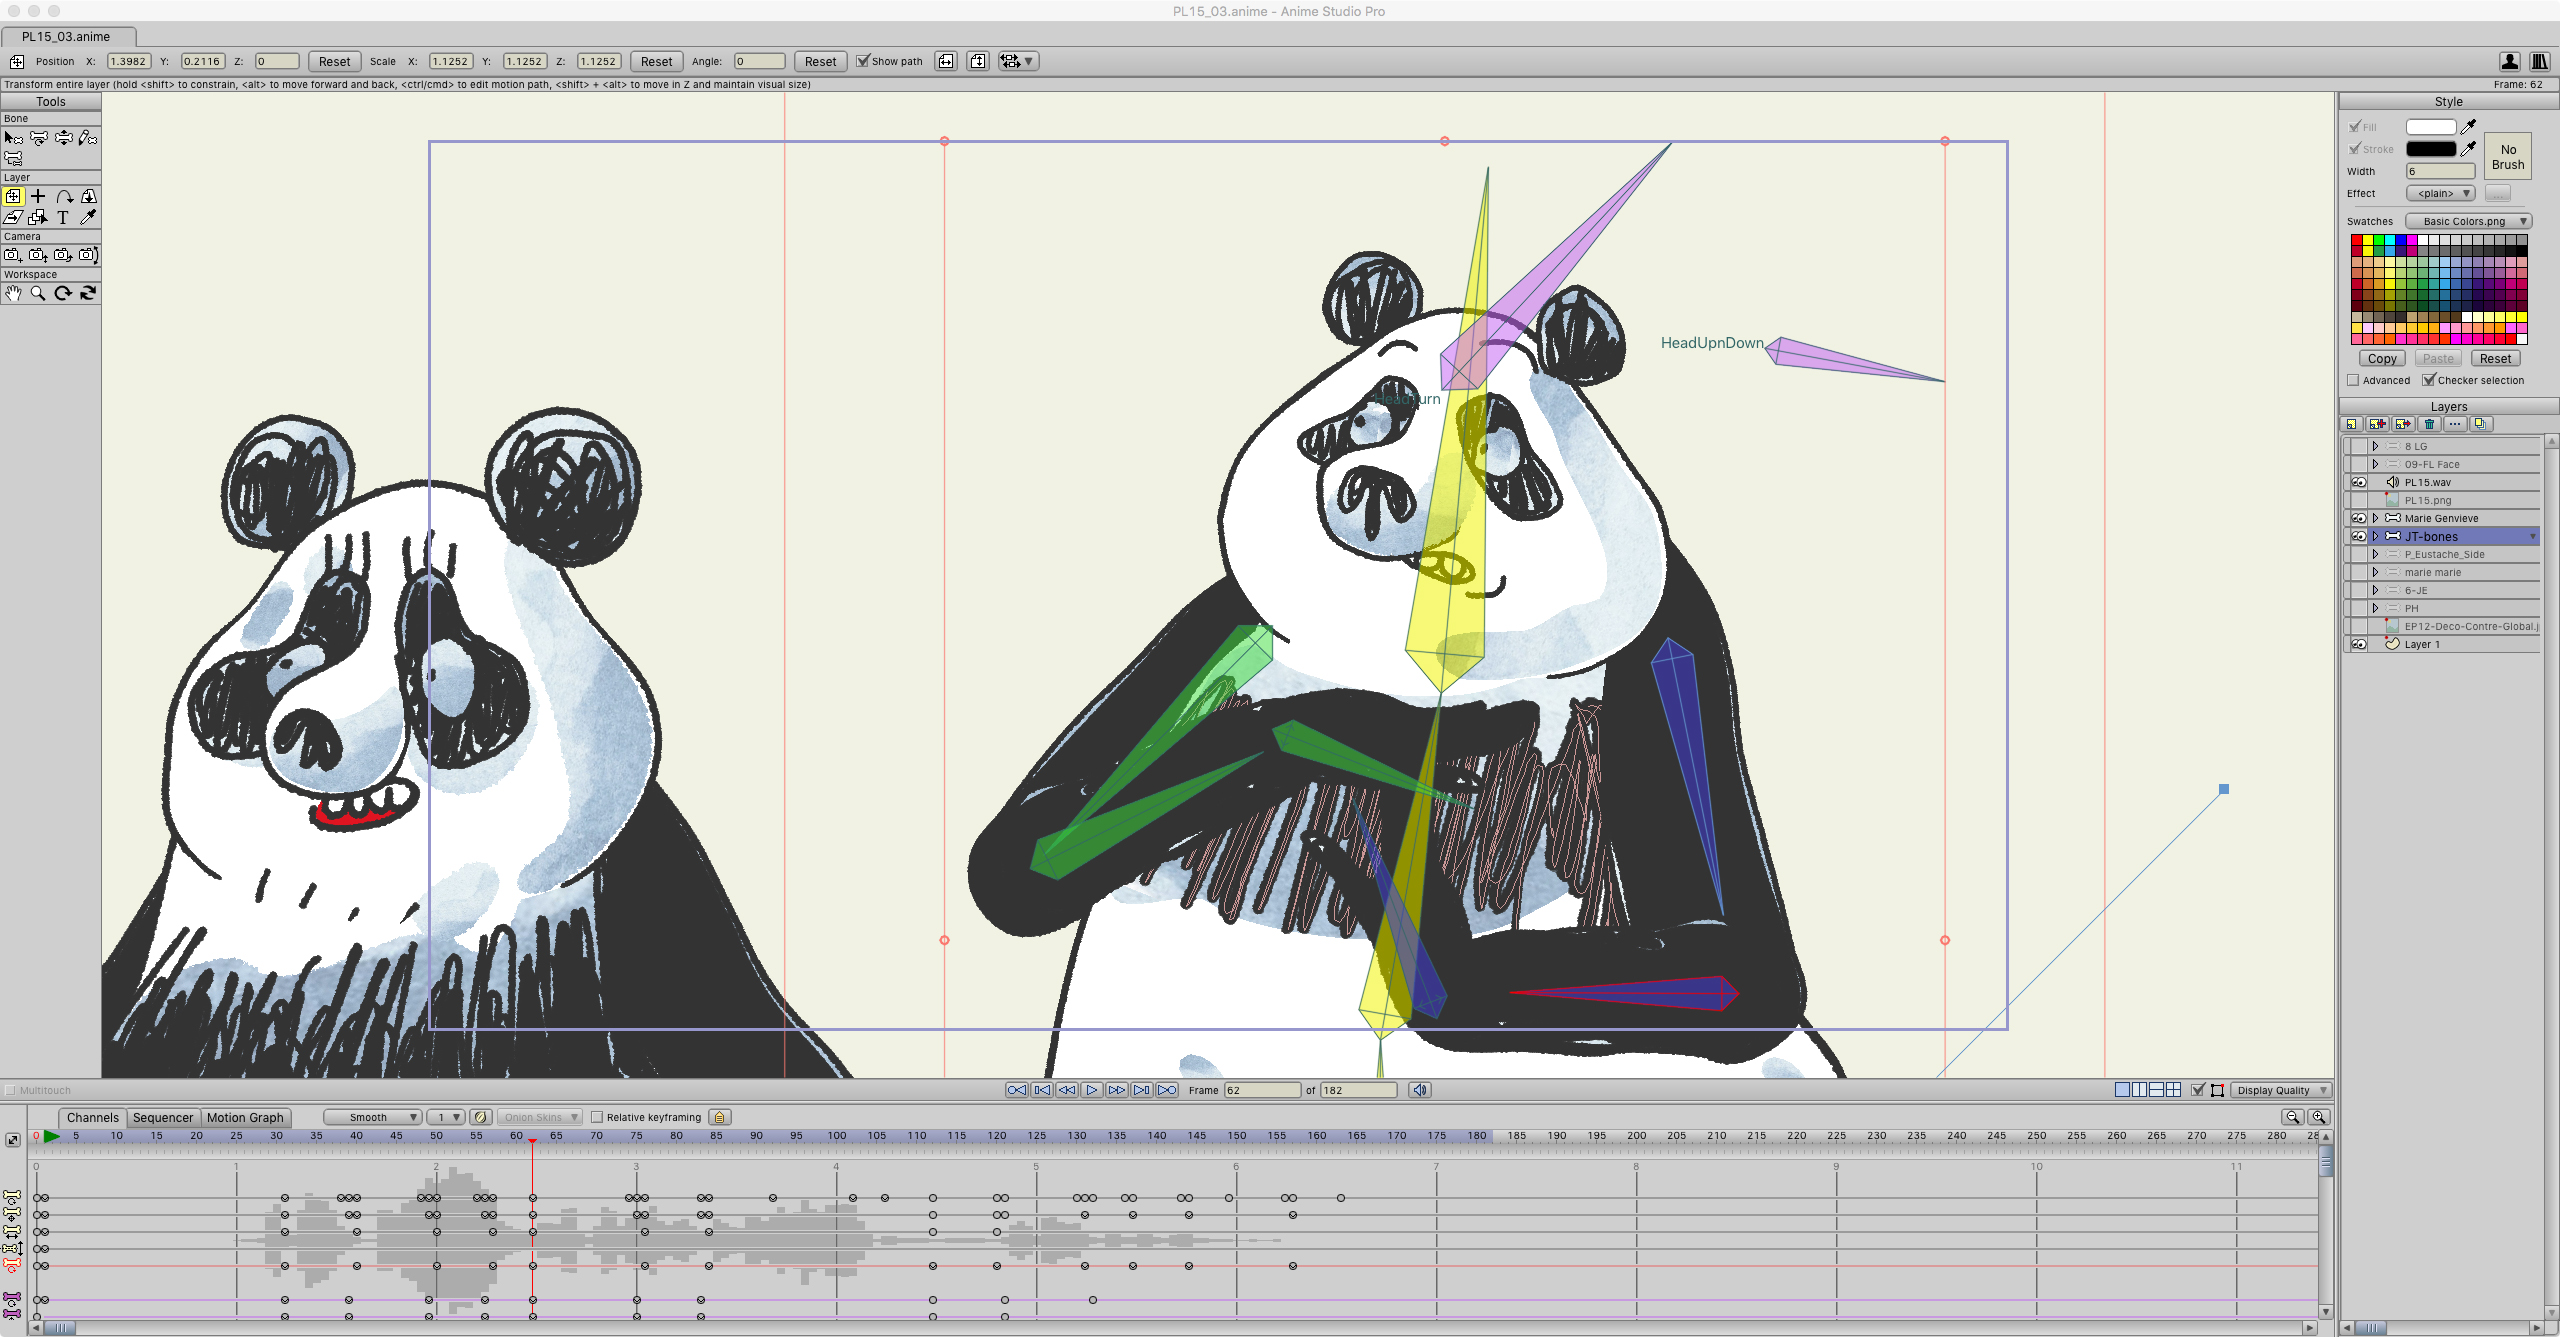 PL15_03.anime - Anime Studio Pro
PL15_03.anime
Position X: 1.3982 Y: 0.2116 Z: 0 Reset Scale X: 1.1252 Y: 1.1252 Z: 1.1252 Reset Angle: 0 Reset Show path
Transform entire layer (hold <shift> to constrain, <alt> to move forward and back, <ctrl/cmd> to edit motion path, <shift> + <alt> to move in Z and maintain visual size) Frame: 62
Tools
Bone
Layer
T
Camera
Workspace
HeadUpnDown
HeadTurn
Style
Fill
Stroke
No Brush
Width 6
Effect <plain> ...
Swatches Basic Colors.png
Copy Paste Reset
Advanced Checker selection
Layers
8 LG
09-FL Face
PL15.wav
PL15.png
Marie Genvieve
JT-bones
P_Eustache_Side
marie marie
6-JE
PH
EP12-Deco-Contre-Global.j
Layer 1
Multitouch Frame 62 of 182 Display Quality
Channels Sequencer Motion Graph Smooth 1 Onion Skins Relative keyframing
0 5 10 15 20 25 30 35 40 45 50 55 60 65 70 75 80 85 90 95 100 105 110 115 120 125 130 135 140 145 150 155 160 165 170 175 180 185 190 195 200 205 210 215 220 225 230 235 240 245 250 255 260 265 270 275 280 28
0 1 2 3 4 5 6 7 8 9 10 11